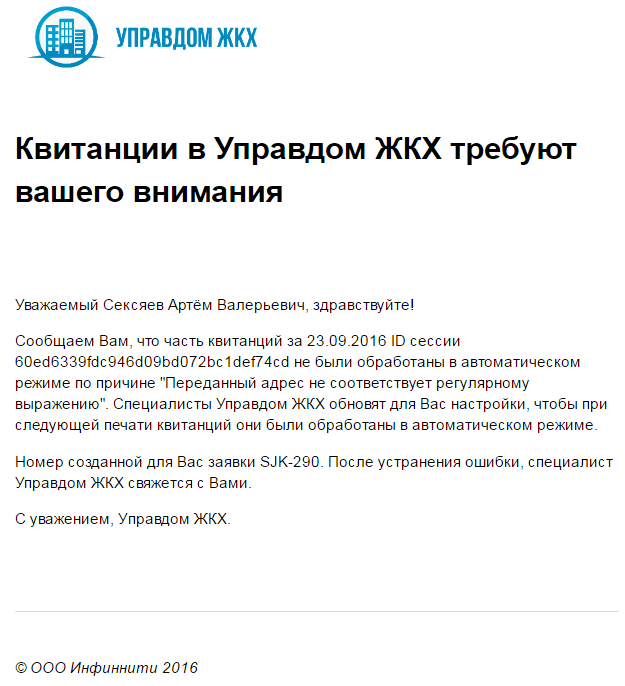 УПРАВДОМ ЖКХ
Квитанции в Управдом ЖКХ требуют
вашего внимания
Уважаемый Сексяев Артём Валерьевич, здравствуйте!
Сообщаем Вам, что часть квитанций за 23.09.2016 ID сессии
60ed6339fdc946d09bd072bc1def74cd не были обработаны в автоматическом
режиме по причине "Переданный адрес не соответствует регулярному
выражению". Специалисты Управдом ЖКХ обновят для Вас настройки, чтобы при
следующей печати квитанций они были обработаны в автоматическом режиме.
Номер созданной для Вас заявки SJK-290. После устранения ошибки, специалист
Управдом ЖКХ свяжется с Вами.
С уважением, Управдом ЖКХ.
© ООО Инфиннити 2016